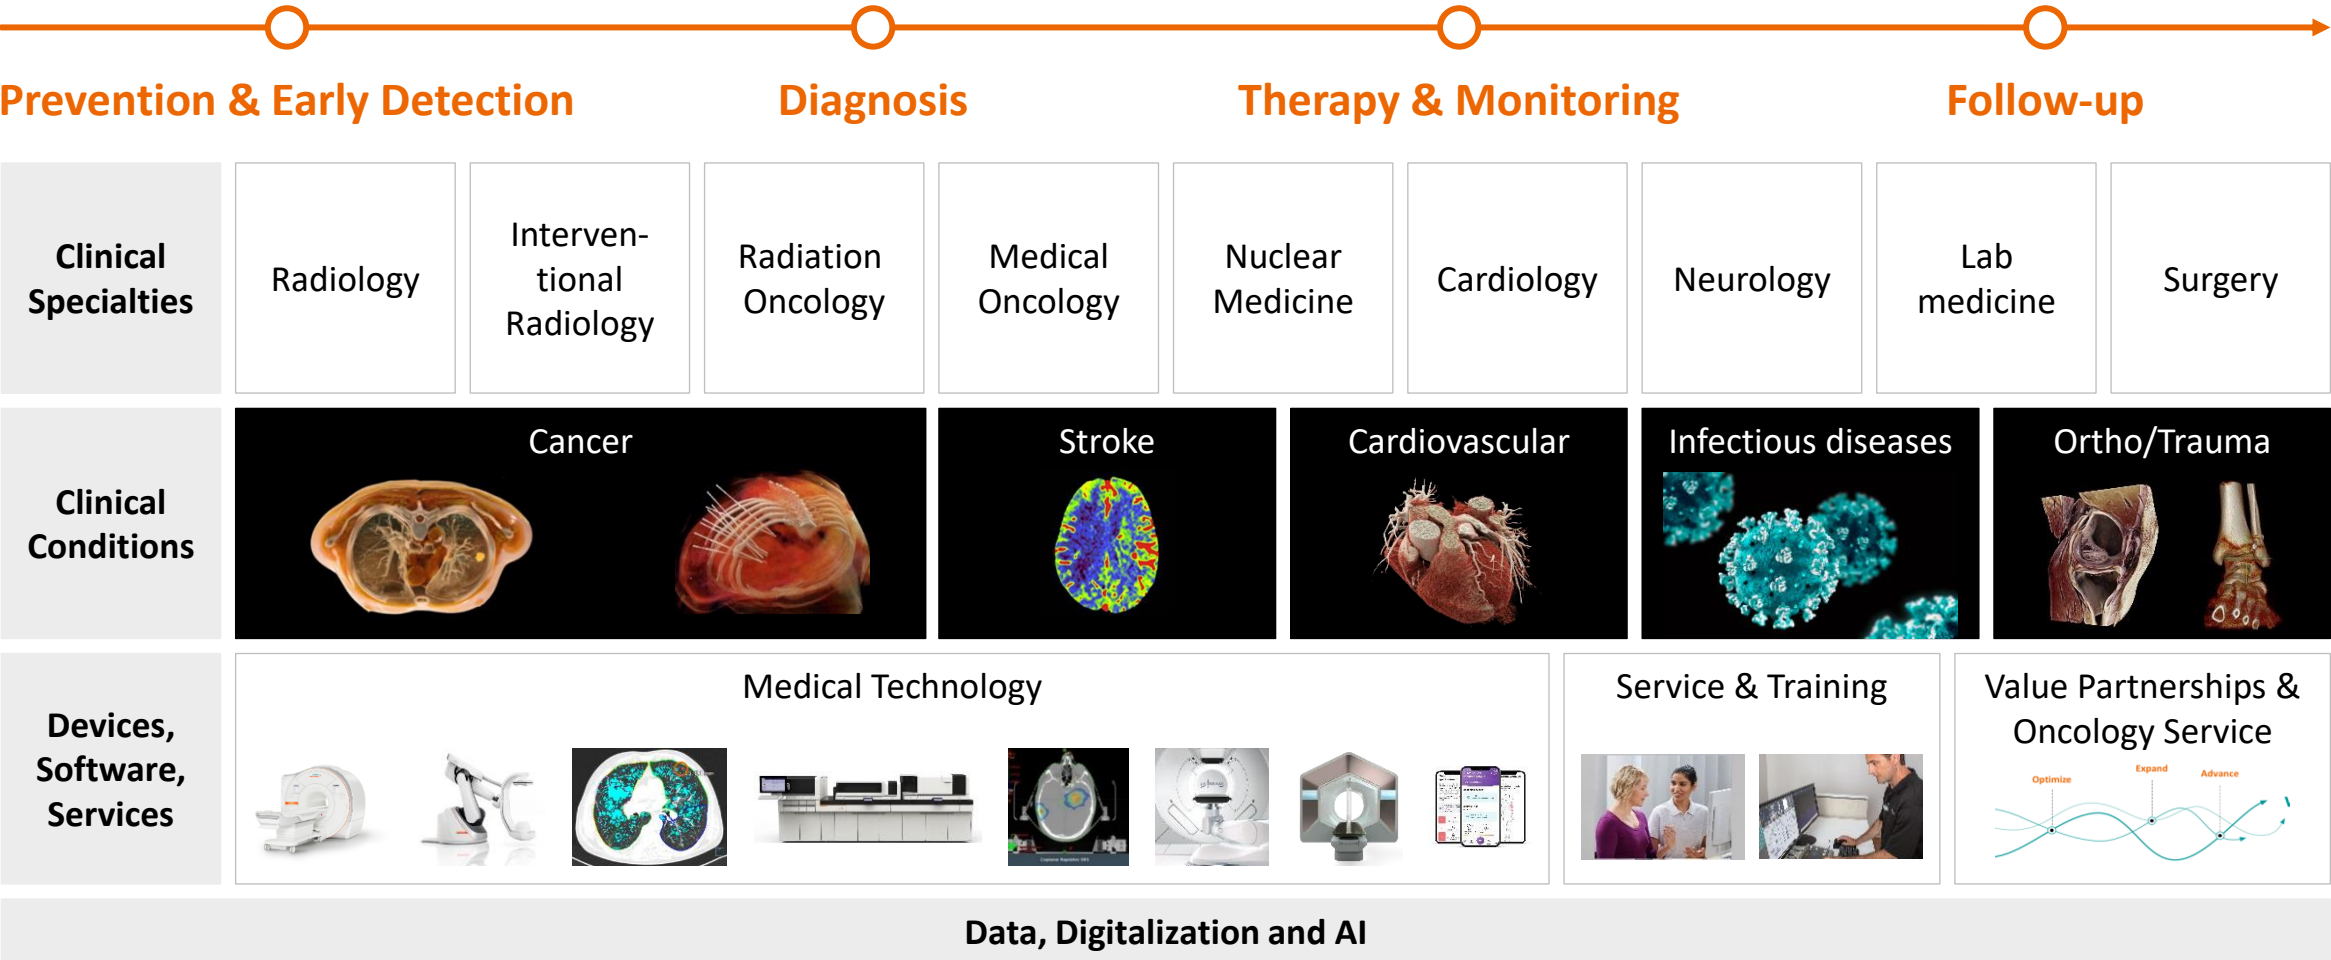 Prevention & Early Detection
Diagnosis
Therapy & Monitoring
Follow-up
Clinical
Specialties
Radiology
Interven-
tional
Radiology
Radiation
Oncology
Medical
Oncology
Nuclear
Medicine
Cardiology
Neurology
Lab
medicine
Surgery
Clinical
Conditions
Cancer
Stroke
Cardiovascular
Infectious diseases
Ortho/Trauma
Devices,
Software,
Services
Medical Technology
Service & Training
Value Partnerships &
Oncology Service
Optimize
Expand
Advance
Data, Digitalization and AI